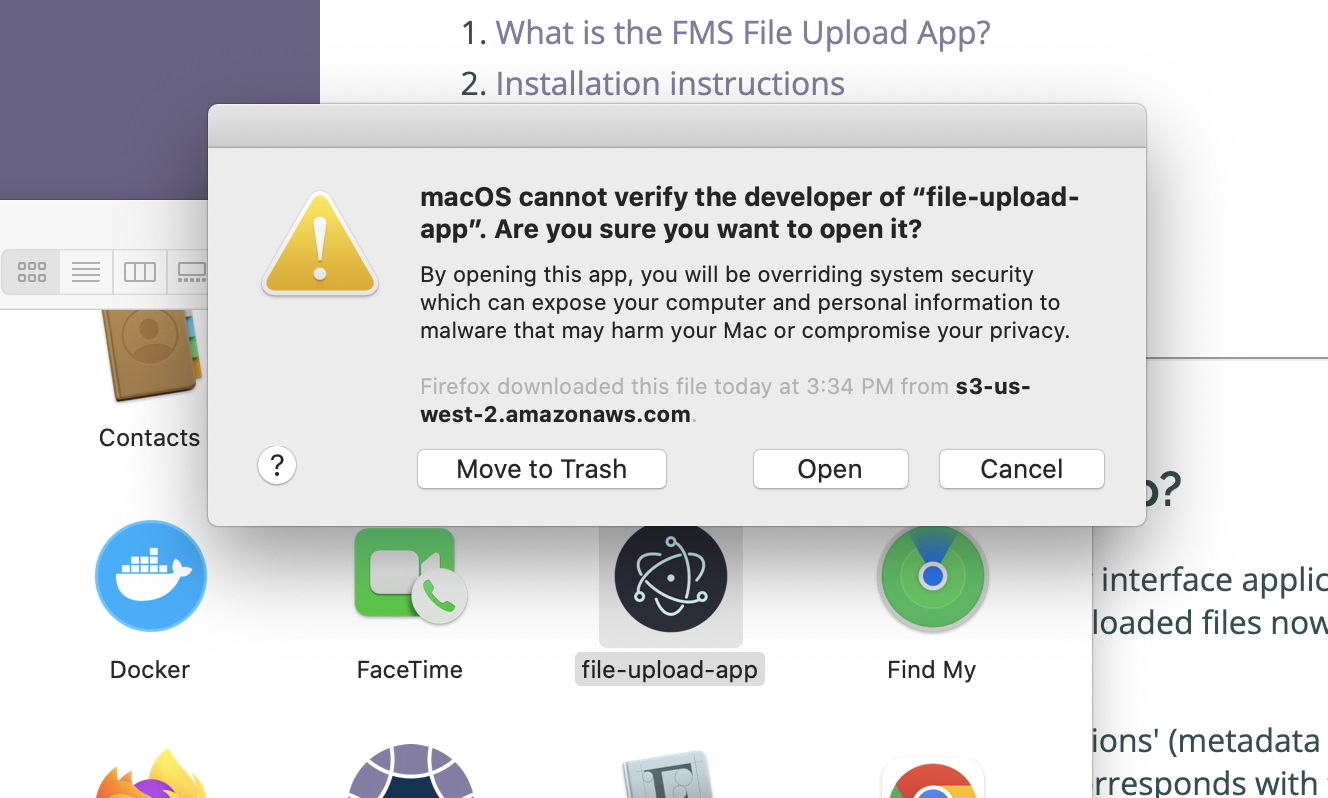 1. What is the FMS File Upload App?
2. Installation instructions
macOS cannot verify the developer of “file-upload-
app”. Are you sure you want to open it?
By opening this app, you will be overriding system security
which can expose your computer and personal information to
malware that may harm your Mac or compromise your privacy.
Firefox downloaded this file today at 3:34 PM from s3-us-
west-2.amazonaws.com.
?
Move to Trash
Open
Cancel
Contacts
Docker
FaceTime
file-upload-app
Find My
interface applic
loaded files now
ions' (metadata
rresponds with